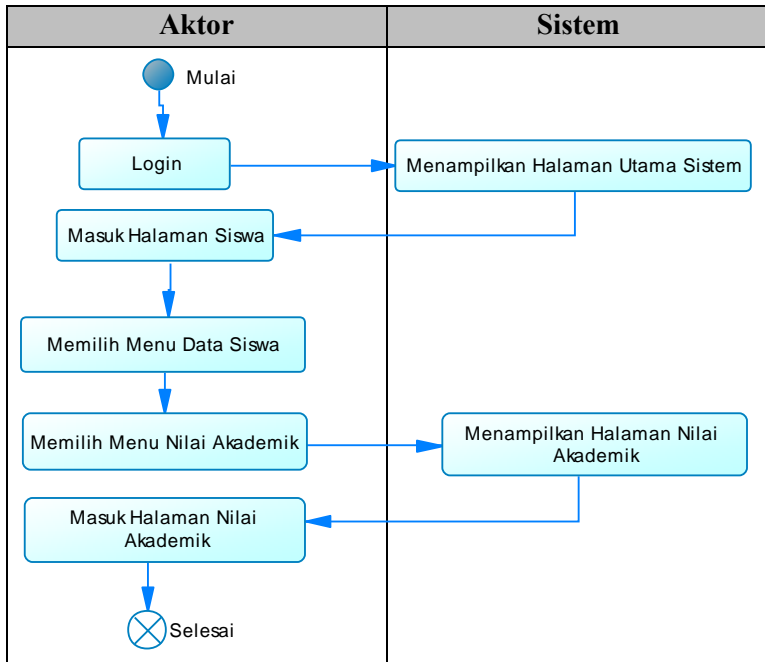 Aktor
Sistem
Mulai
Login
Menampilkan Halaman Utama Sistem
Masuk Halaman Siswa
Memilih Menu Data Siswa
Memilih Menu Nilai Akademik
Menampilkan Halaman Nilai
Akademik
Masuk Halaman Nilai
Akademik
Selesai